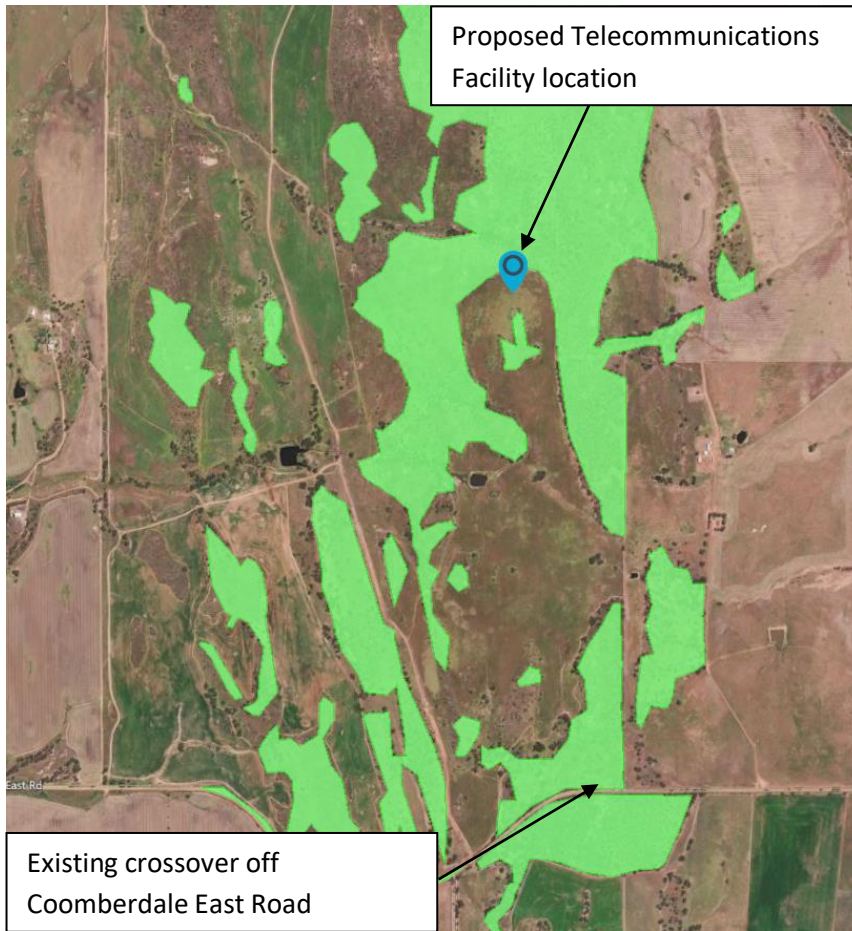 Proposed Telecommunications
Facility location
East Rd
Existing crossover off
Coomberdale East Road